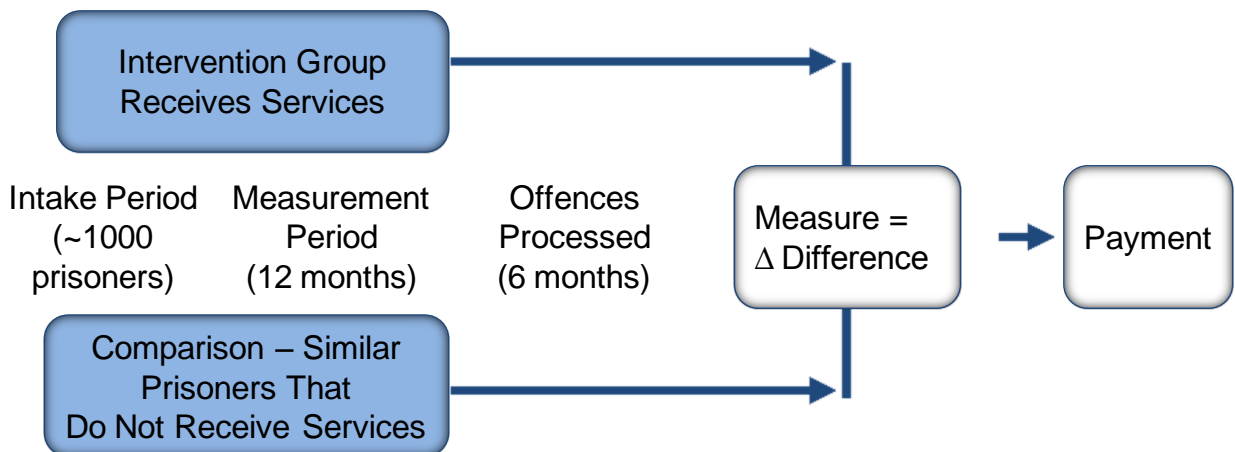 Intervention Group
Receives Services
Intake Period
(~1000
prisoners)
Measurement
Period
(12 months)
Offences
Processed
(6 months)
Measure =
Δ Difference
Payment
Comparison – Similar
Prisoners That
Do Not Receive Services